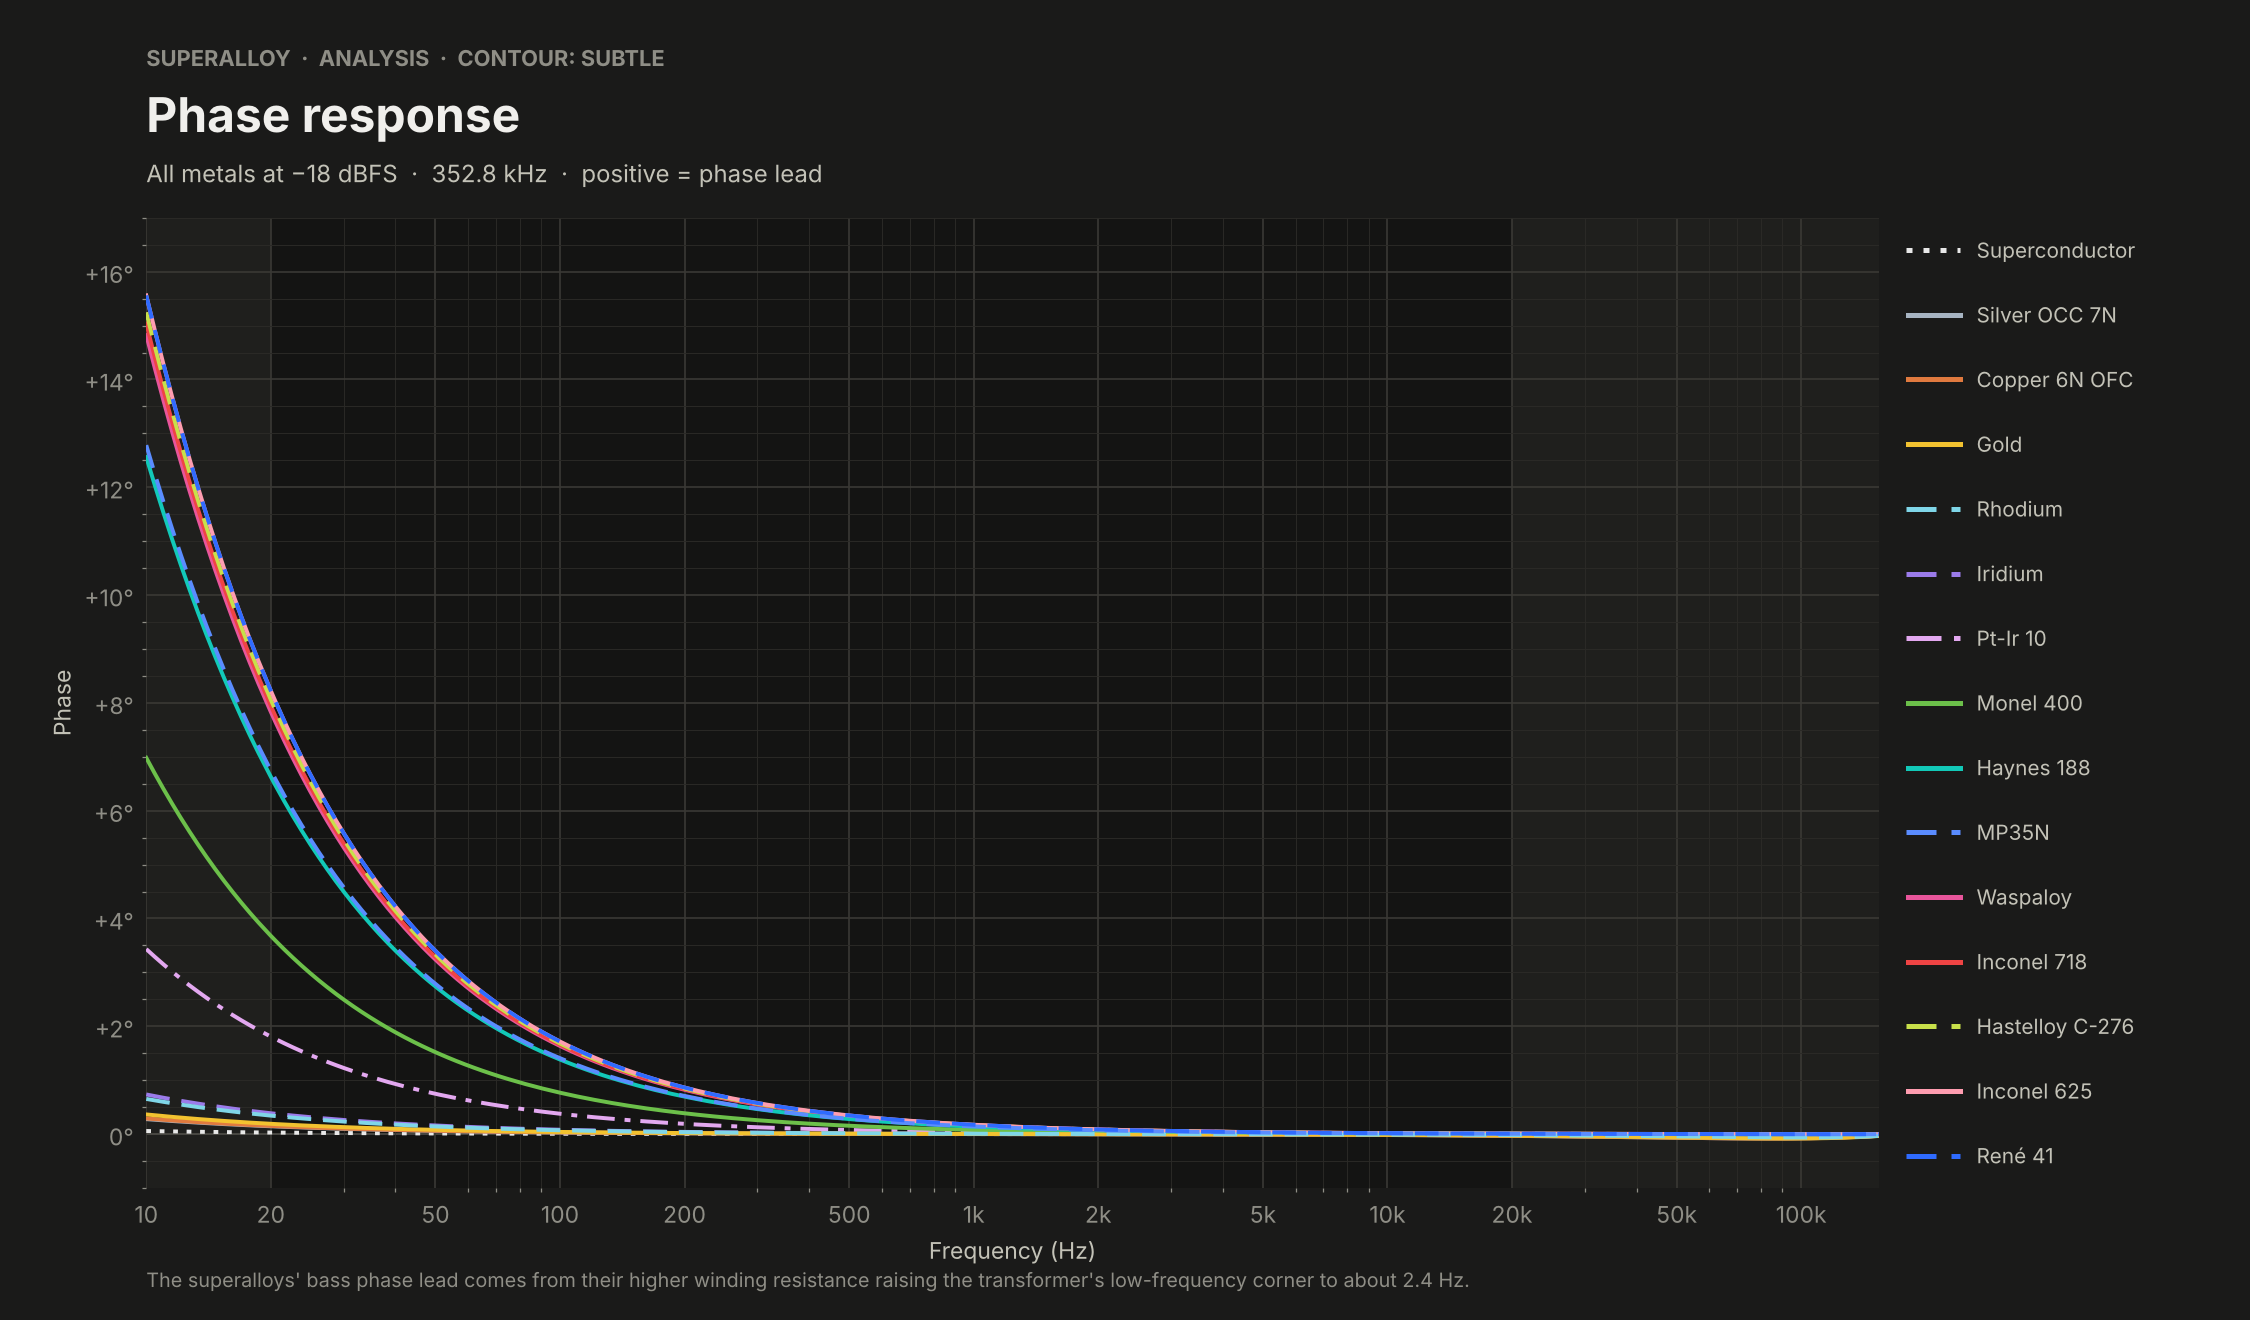 SUPERALLOY · ANALYSIS · CONTOUR: SUBTLE
Phase response
All metals at −18 dBFS · 352.8 kHz · positive = phase lead
+16°
+14°
+12°
+10°
+8°
+6°
+4°
+2°
0°
Phase
10 20 50 100 200 500 1k 2k 5k 10k 20k 50k 100k
Frequency (Hz)
Superconductor
Silver OCC 7N
Copper 6N OFC
Gold
Rhodium
Iridium
Pt-Ir 10
Monel 400
Haynes 188
MP35N
Waspaloy
Inconel 718
Hastelloy C-276
Inconel 625
René 41
The superalloys' bass phase lead comes from their higher winding resistance raising the transformer's low-frequency corner to about 2.4 Hz.